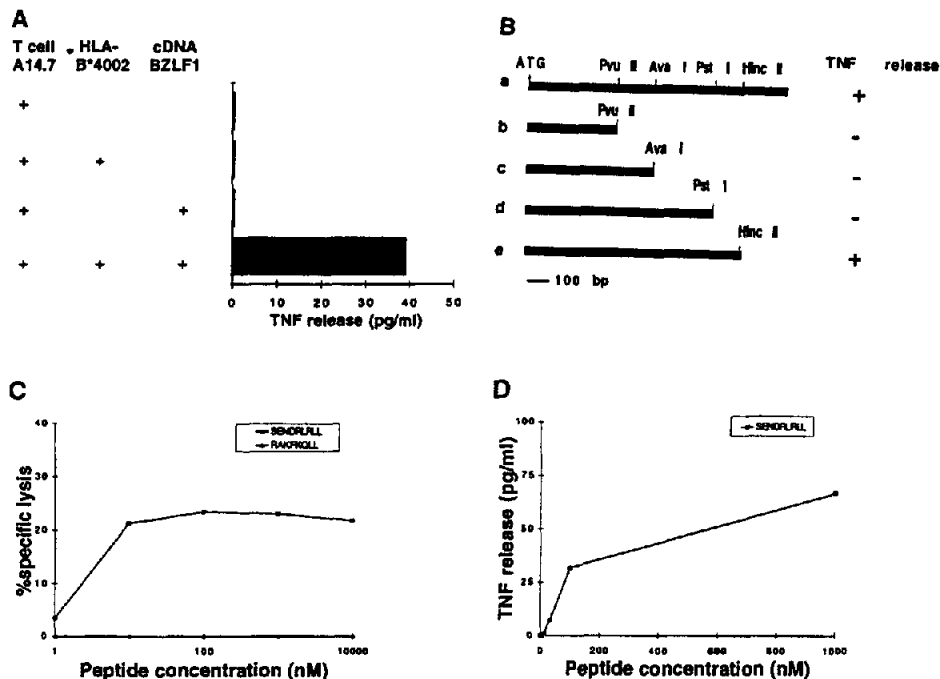 A
T cell HLA- cDNA
A14.7 B*4002 BZLF1
+
+ +
+ +
+ + +
0 10 20 30 40 50
TNF release (pg/ml)
B
ATG Pvu II Ava I Pst I Hinc II TNF release
a +
Pvu II
b -
Ava I
c -
Pst I
d -
Hinc II
e +
100 bp
C
40
30
20
10
0
%specific lysis
SENDRLRLL
RAKFKQLL
1 100 10000
Peptide concentration (nM)
D
100
75
50
25
0
TNF release (pg/ml)
SENDRLRLL
0 200 400 600 800 1000
Peptide concentration (nM)